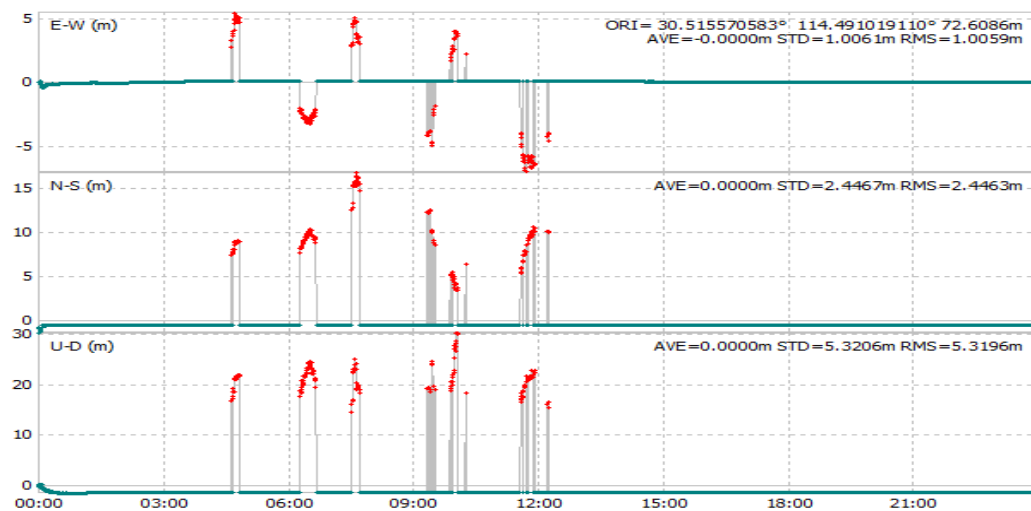 E-W (m)
ORI= 30.515570583° 114.491019110° 72.6086m
AVE=-0.0000m STD=1.0061m RMS=1.0059m
5
0
-5
N-S (m)
AVE=0.0000m STD=2.4467m RMS=2.4463m
15
10
5
0
U-D (m)
AVE=0.0000m STD=5.3206m RMS=5.3196m
30
20
10
0
00:00 03:00 06:00 09:00 12:00 15:00 18:00 21:00